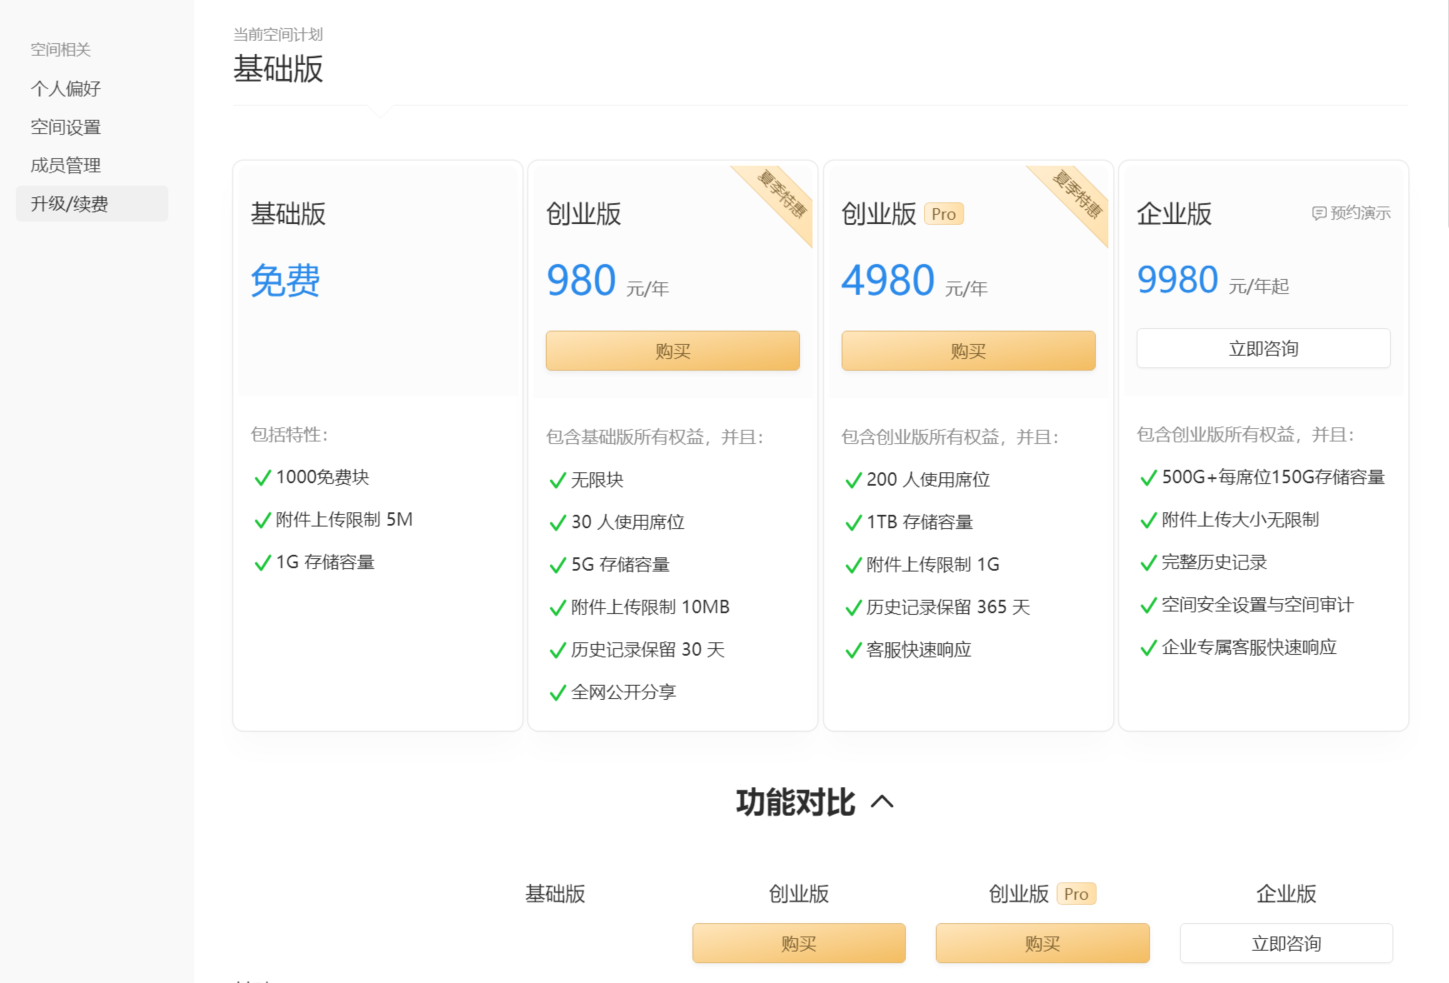 空间相关
个人偏好
空间设置
成员管理
升级/续费
当前空间计划
基础版
基础版
免费
包括特性：
1000免费块
附件上传限制 5M
1G 存储容量
夏季特惠
创业版
980 元/年
购买
包含基础版所有权益，并且：
无限块
30 人使用席位
5G 存储容量
附件上传限制 10MB
历史记录保留 30 天
全网公开分享
夏季特惠
创业版 Pro
4980 元/年
购买
包含创业版所有权益，并且：
200 人使用席位
1TB 存储容量
附件上传限制 1G
历史记录保留 365 天
客服快速响应
企业版 预约演示
9980 元/年起
立即咨询
包含创业版所有权益，并且：
500G+每席位150G存储容量
附件上传大小无限制
完整历史记录
空间安全设置与空间审计
企业专属客服快速响应
功能对比
基础版 创业版 创业版 Pro 企业版
购买 购买 立即咨询